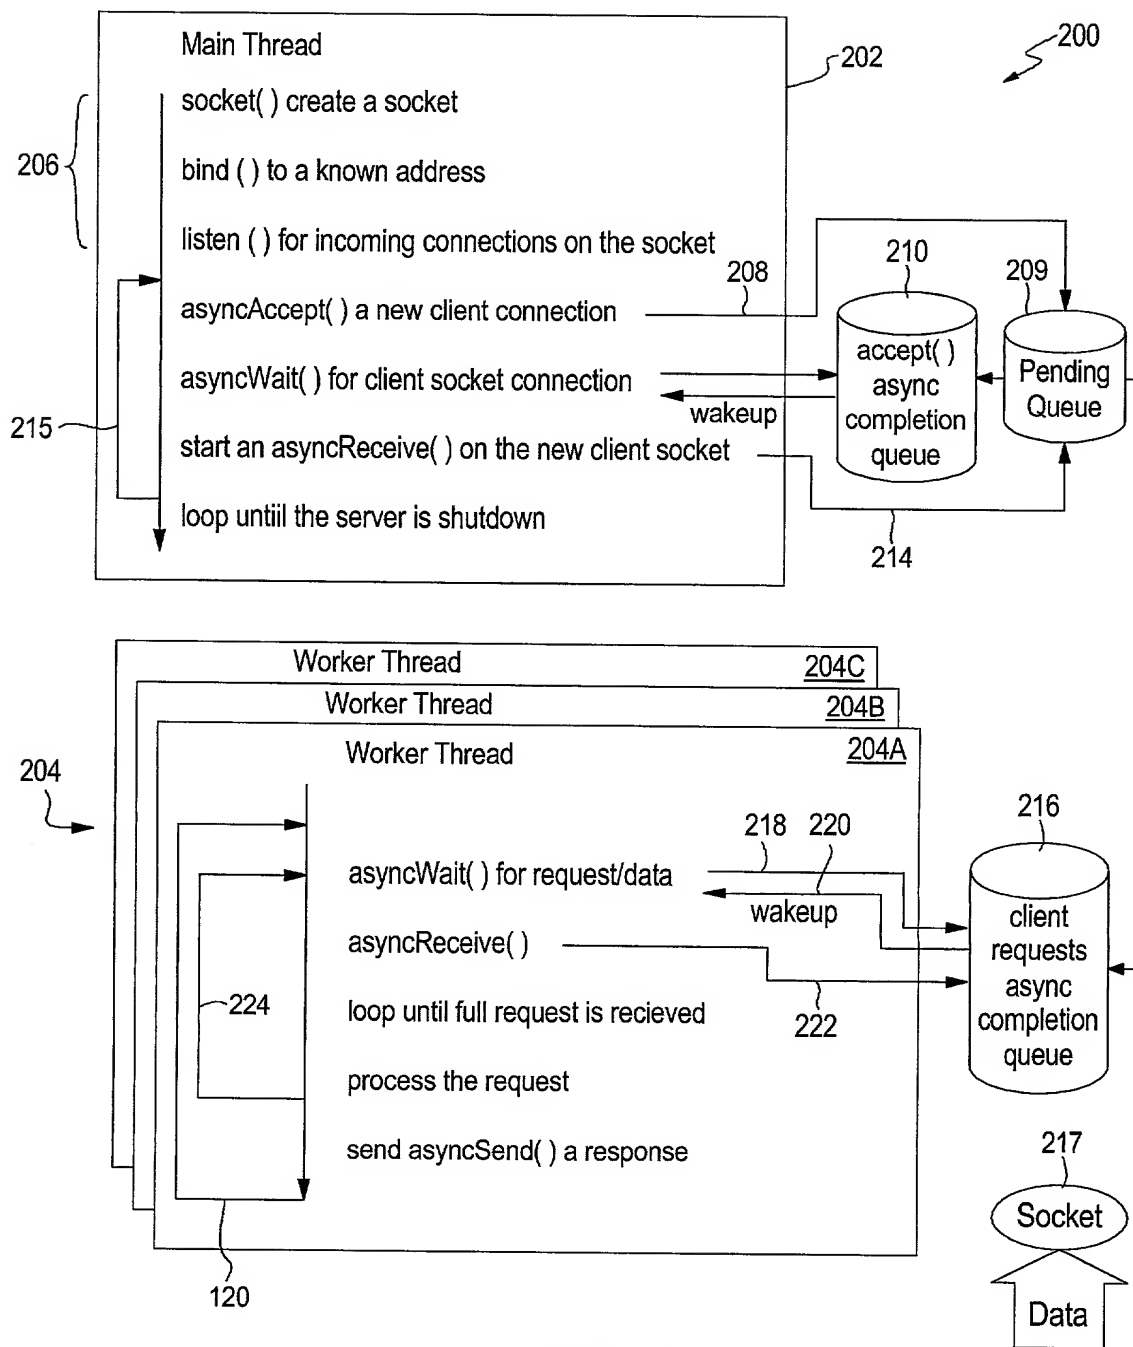 Main Thread
202
200
socket( ) create a socket
206
bind ( ) to a known address
listen ( ) for incoming connections on the socket
208
210
209
asyncAccept( ) a new client connection
accept( )
async
completion
queue
Pending
Queue
asyncWait( ) for client socket connection
wakeup
215
start an asyncReceive( ) on the new client socket
loop untiil the server is shutdown
214
Worker Thread
204C
Worker Thread
204B
Worker Thread
204A
204
218
220
216
asyncWait( ) for request/data
wakeup
client
requests
async
completion
queue
asyncReceive( )
224
loop until full request is recieved
222
process the request
send asyncSend( ) a response
217
Socket
120
Data